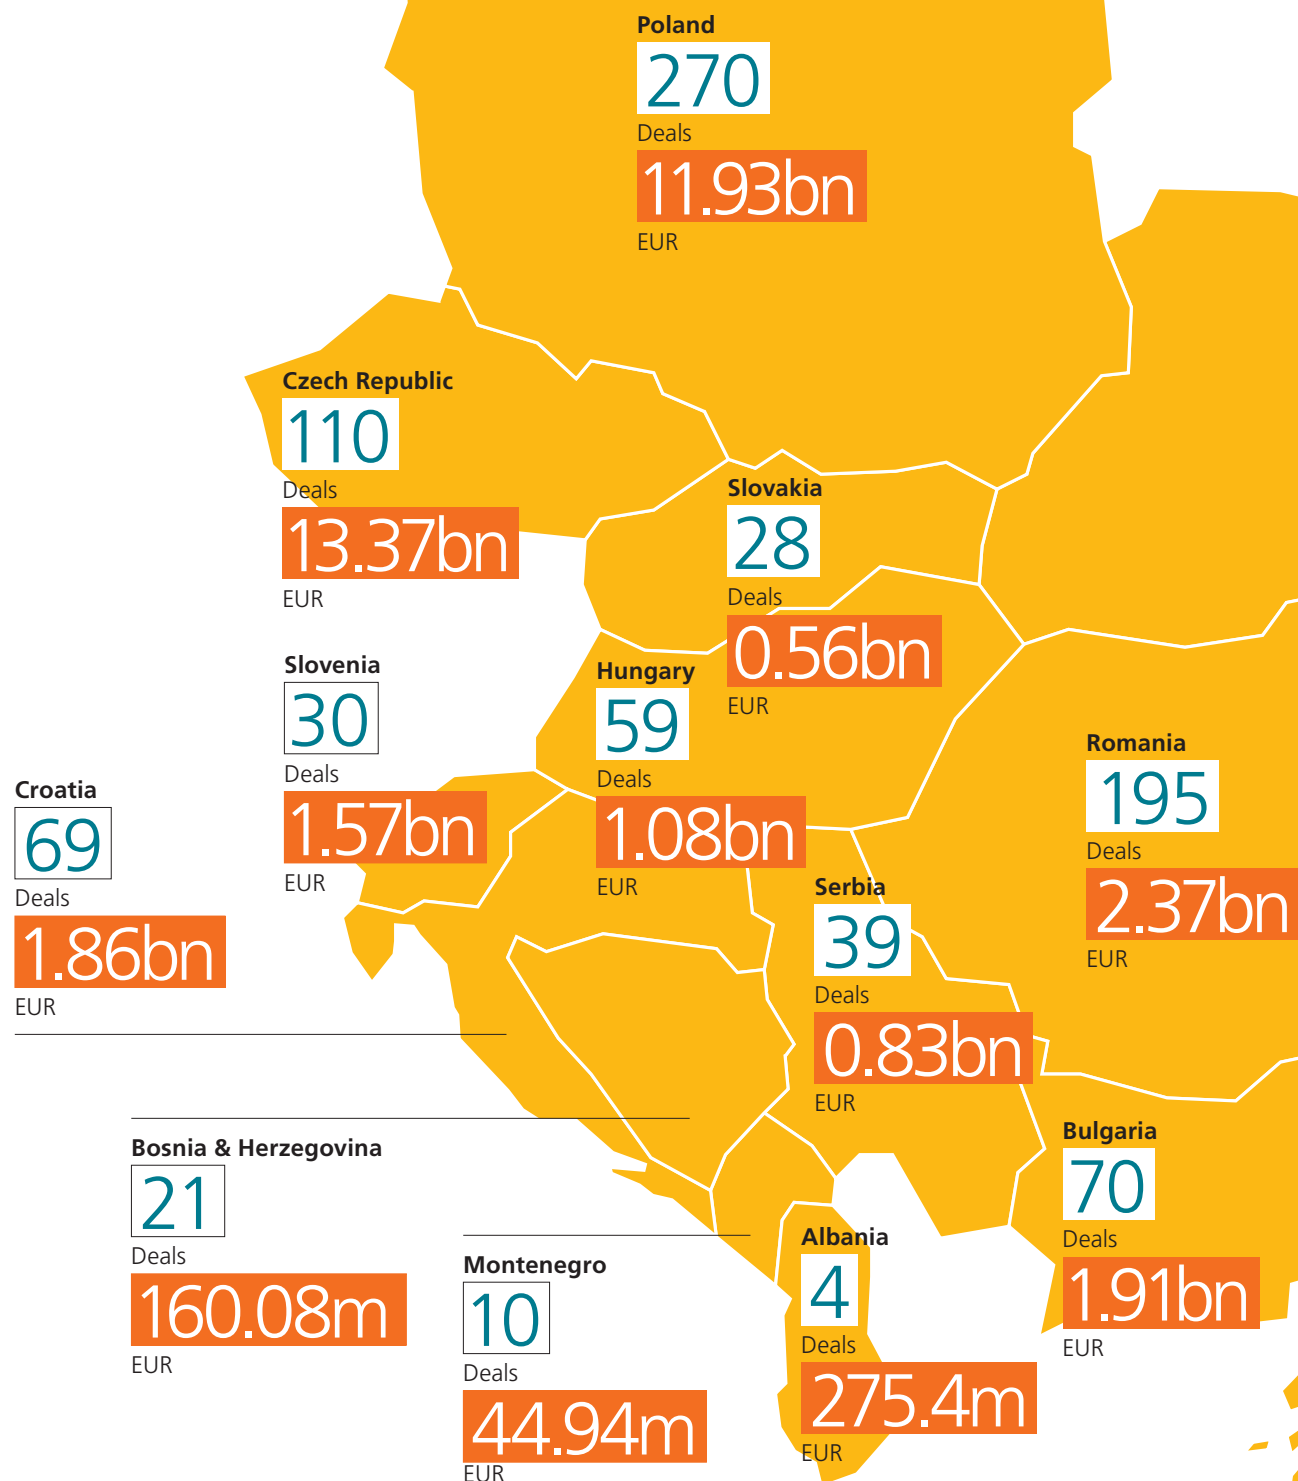 Poland
270
Deals
11.93bn
EUR
Czech Republic
110
Deals
13.37bn
EUR
Slovakia
28
Deals
0.56bn
EUR
Slovenia
30
Deals
1.57bn
EUR
Hungary
59
Deals
1.08bn
EUR
Romania
195
Deals
2.37bn
EUR
Croatia
69
Deals
1.86bn
EUR
Serbia
39
Deals
0.83bn
EUR
Bosnia & Herzegovina
21
Deals
160.08m
EUR
Bulgaria
70
Deals
1.91bn
EUR
Montenegro
10
Deals
44.94m
EUR
Albania
4
Deals
275.4m
EUR